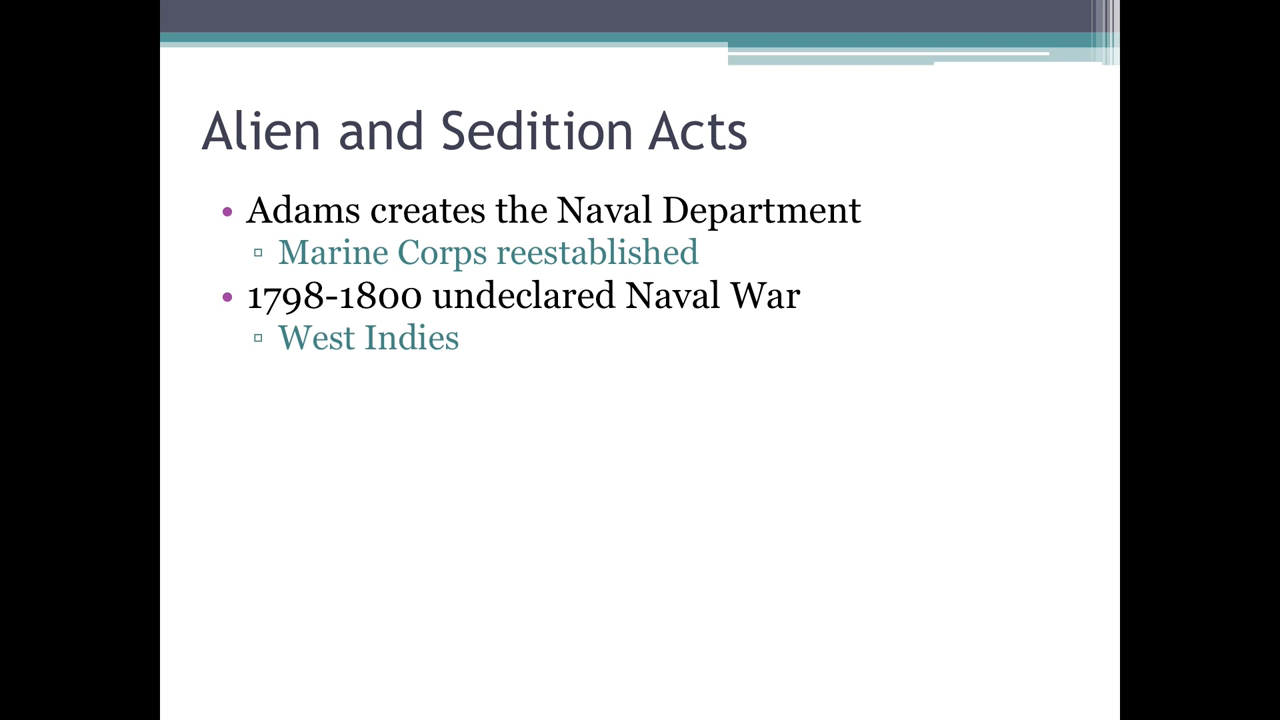 Alien and Sedition Acts
• Adams creates the Naval Department
▫ Marine Corps reestablished
• 1798-1800 undeclared Naval War
▫ West Indies